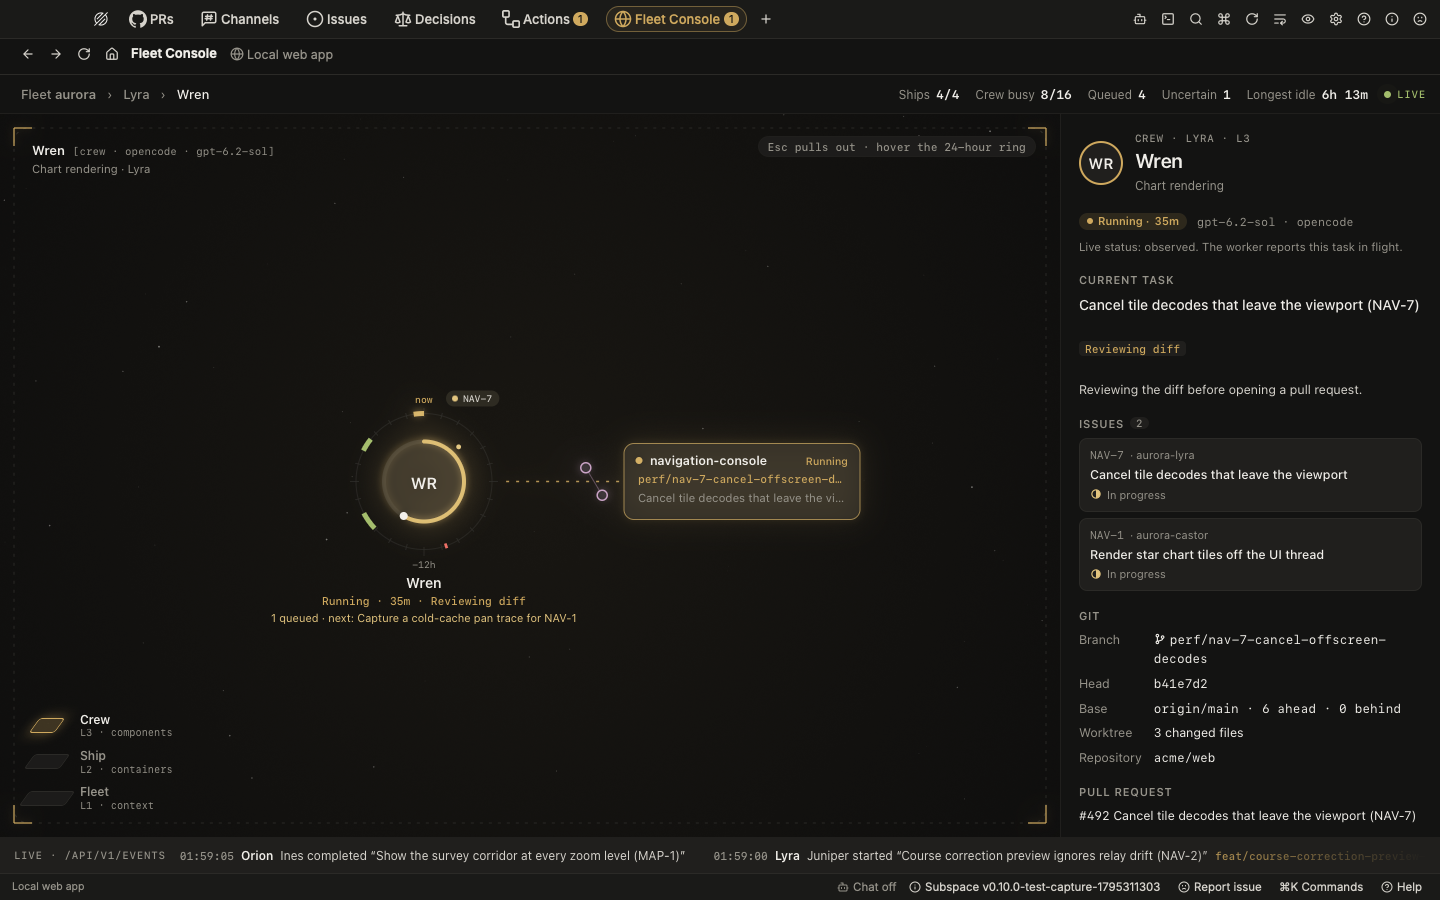 PRs Channels Issues Decisions Actions 1 Fleet Console 1
Fleet Console Local web app
Fleet aurora › Lyra › Wren
Ships 4/4 Crew busy 8/16 Queued 4 Uncertain 1 Longest idle 6h 13m LIVE
Wren [crew · opencode · gpt-6.2-sol]
Chart rendering · Lyra
Esc pulls out · hover the 24-hour ring
now
NAV-7
WR
-12h
Wren
Running · 35m · Reviewing diff
1 queued · next: Capture a cold-cache pan trace for NAV-1
navigation-console Running
perf/nav-7-cancel-offscreen-d…
Cancel tile decodes that leave the vi…
Crew
L3 · components
Ship
L2 · containers
Fleet
L1 · context
WR
CREW · LYRA · L3
Wren
Chart rendering
Running · 35m gpt-6.2-sol · opencode
Live status: observed. The worker reports this task in flight.
CURRENT TASK
Cancel tile decodes that leave the viewport (NAV-7)
Reviewing diff
Reviewing the diff before opening a pull request.
ISSUES 2
NAV-7 · aurora-lyra
Cancel tile decodes that leave the viewport
In progress
NAV-1 · aurora-castor
Render star chart tiles off the UI thread
In progress
GIT
Branch perf/nav-7-cancel-offscreen-
decodes
Head b41e7d2
Base origin/main · 6 ahead · 0 behind
Worktree 3 changed files
Repository acme/web
PULL REQUEST
#492 Cancel tile decodes that leave the viewport (NAV-7)
LIVE · /API/V1/EVENTS 01:59:05 Orion Ines completed “Show the survey corridor at every zoom level (MAP-1)” 01:59:00 Lyra Juniper started “Course correction preview ignores relay drift (NAV-2)” feat/course-correction-preview
Local web app
Chat off Subspace v0.10.0-test-capture-1795311303 Report issue ⌘K Commands Help